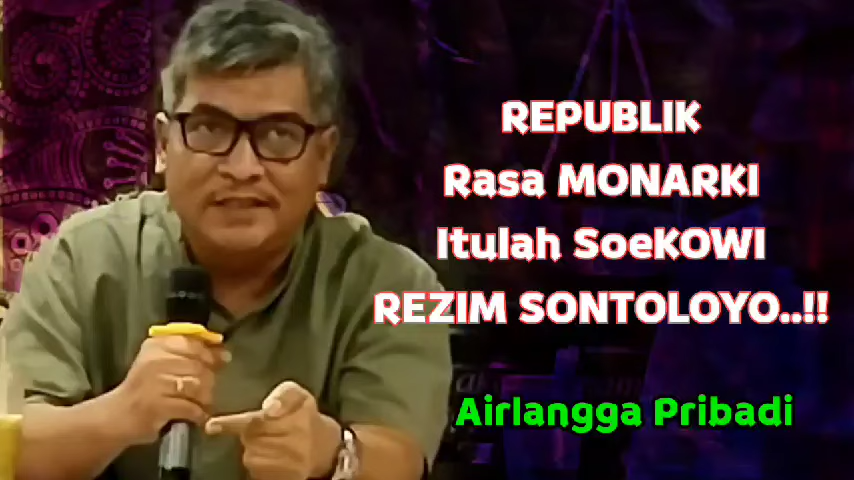 REPUBLIK
Rasa MONARKI
Itulah SoeKOWI
REZIM SONTOLOYO..!!
Airlangga Pribadi